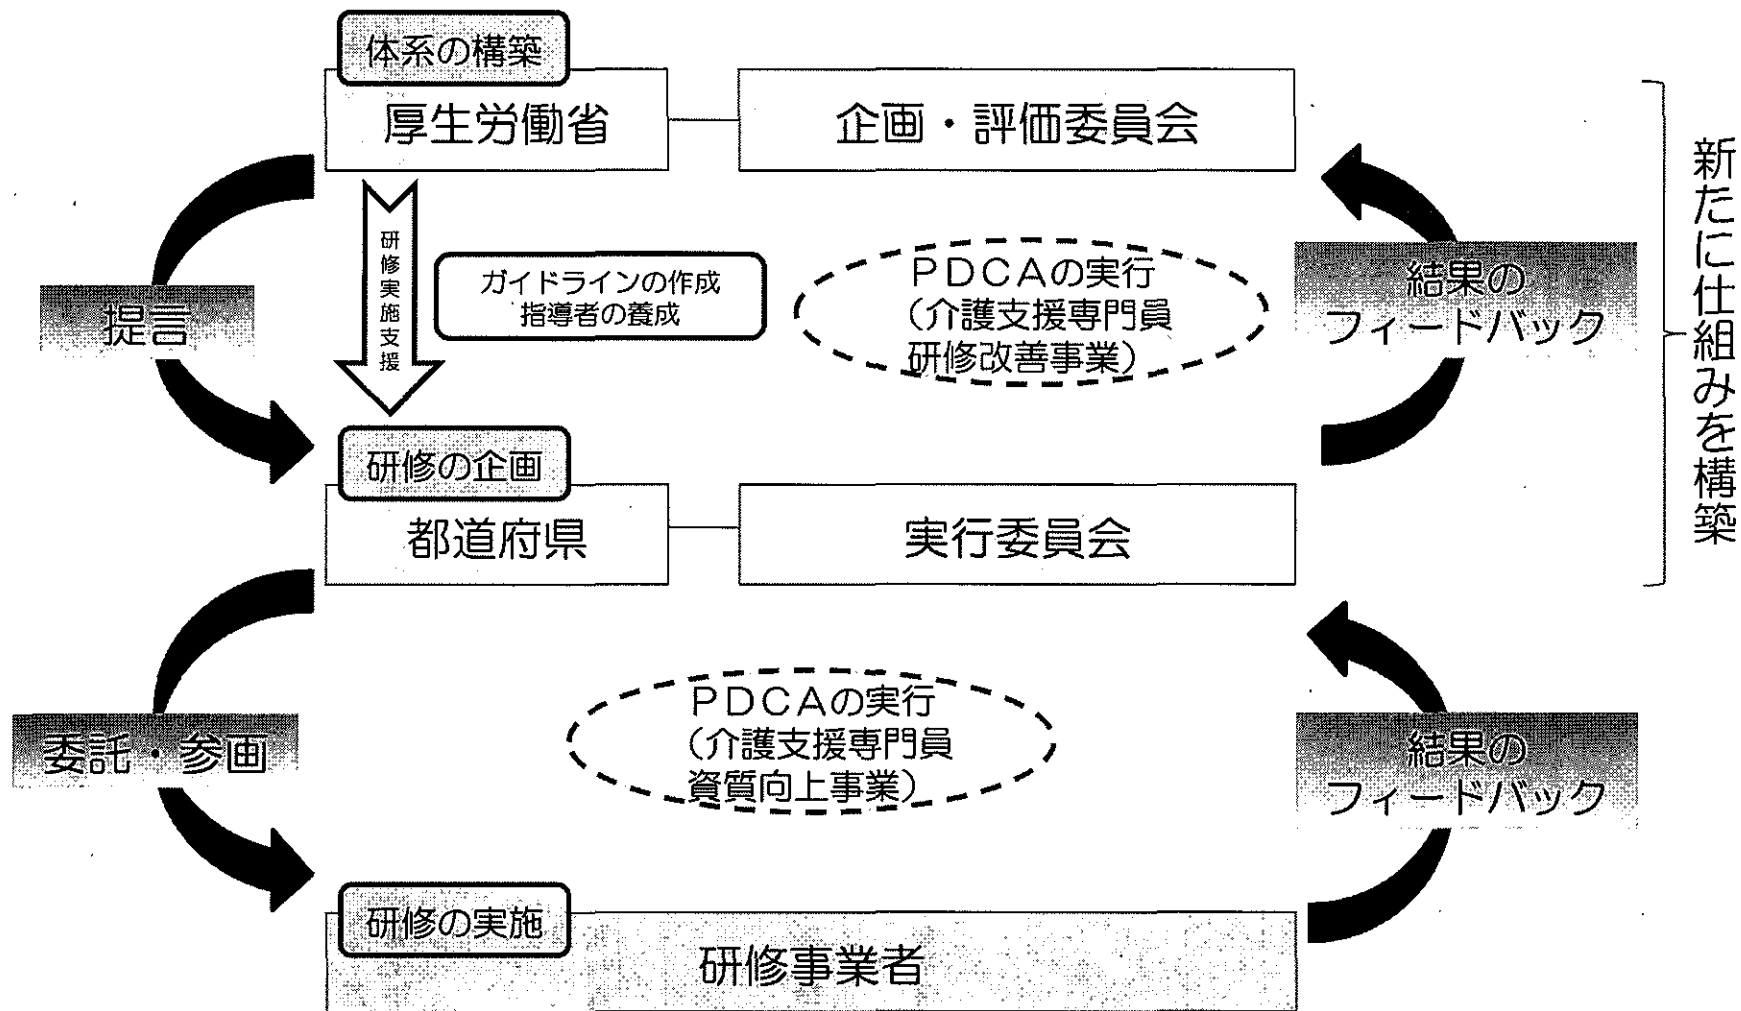 体系の構築
厚生労働省
企画・評価委員会
研修実施支援
ガイドラインの作成
指導者の養成
PDCAの実行
(介護支援専門員
研修改善事業)
提言
結果の
フィードバック
新たに仕組みを構築
研修の企画
都道府県
実行委員会
PDCAの実行
(介護支援専門員
資質向上事業)
委託・参画
結果の
フィードバック
研修の実施
研修事業者